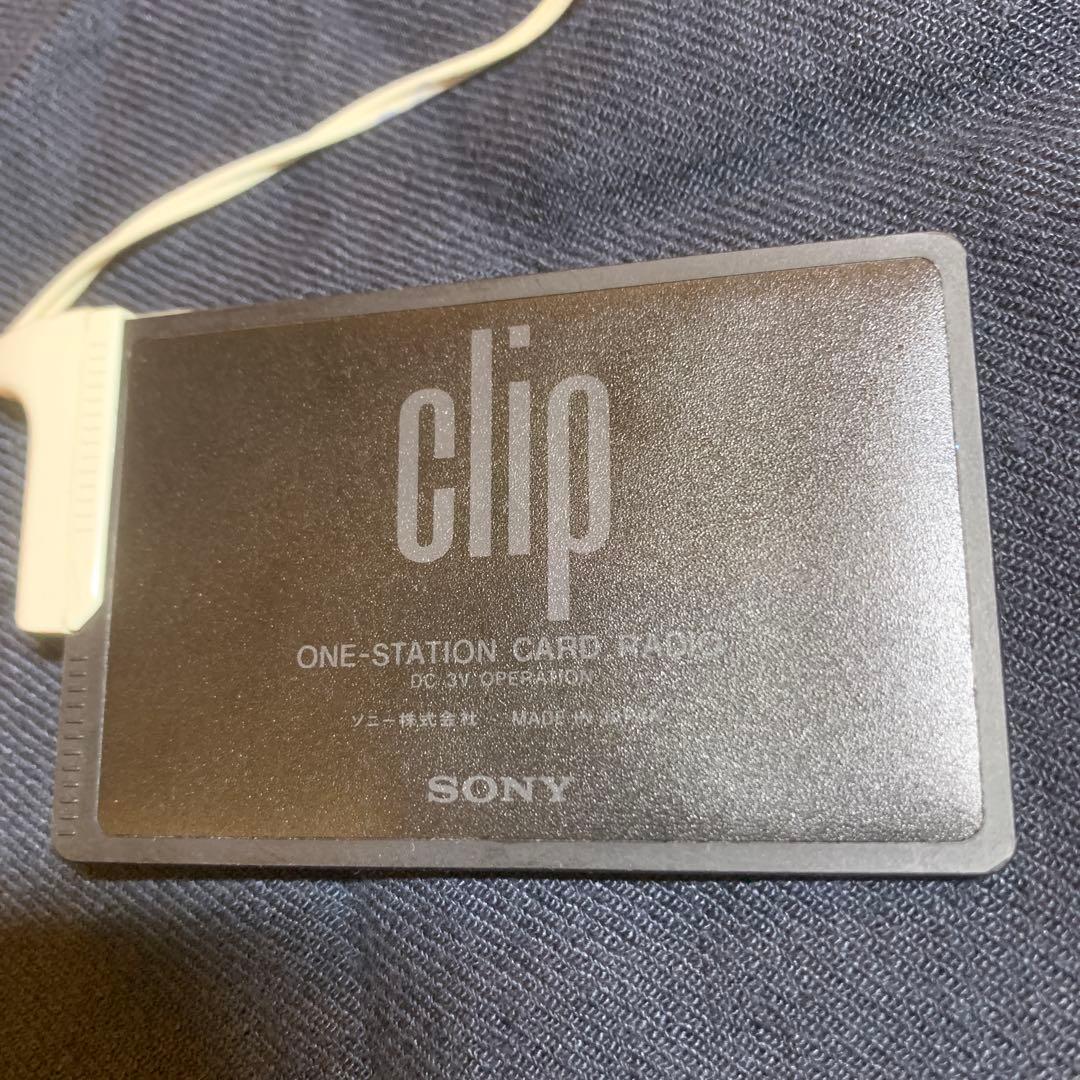 clip
ONE-STATION CARD RADIO
DC 3V OPERATION
ソニー株式会社 MADE IN JAPAN
SONY